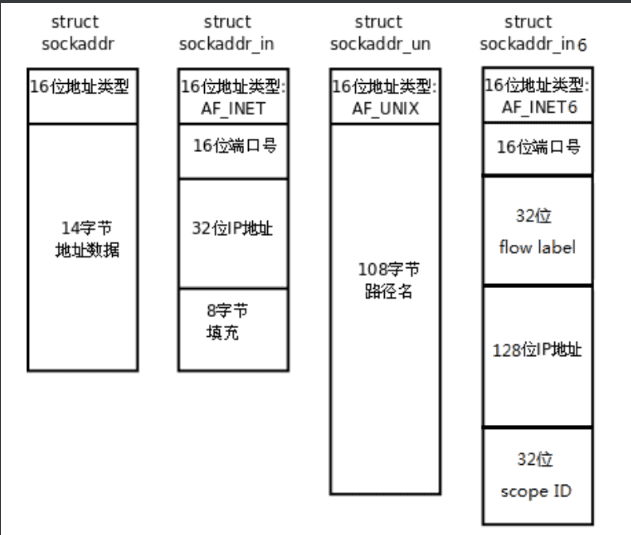 struct
sockaddr
16位地址类型
14字节
地址数据
struct
sockaddr_in
16位地址类型:
AF_INET
16位端口号
32位IP地址
8字节
填充
struct
sockaddr_un
16位地址类型:
AF_UNIX
108字节
路径名
struct
sockaddr_in6
16位地址类型:
AF_INET6
16位端口号
32位
flow label
128位IP地址
32位
scope ID